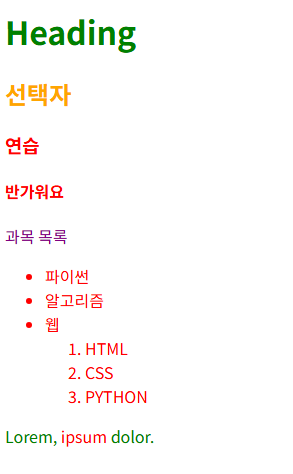 Heading
선택자
연습
반가워요
과목 목록
• 파이썬
• 알고리즘
• 웹
1. HTML
2. CSS
3. PYTHON
Lorem, ipsum dolor.